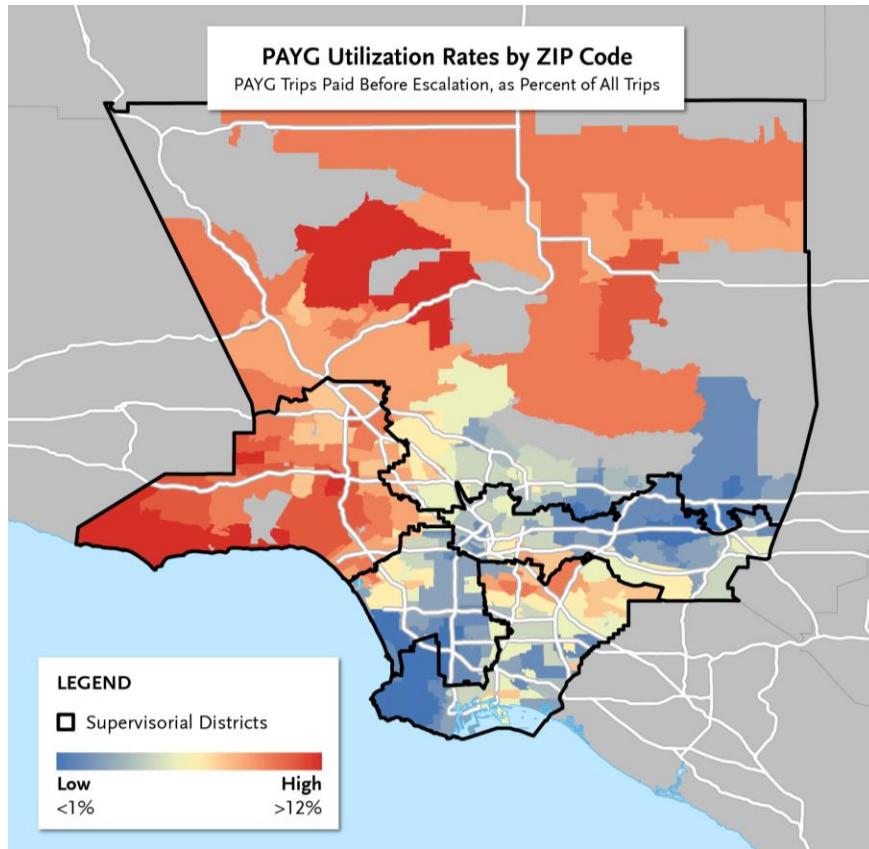 PAYG Utilization Rates by ZIP Code
PAYG Trips Paid Before Escalation, as Percent of All Trips
LEGEND
Supervisorial Districts
Low High
<1% >12%